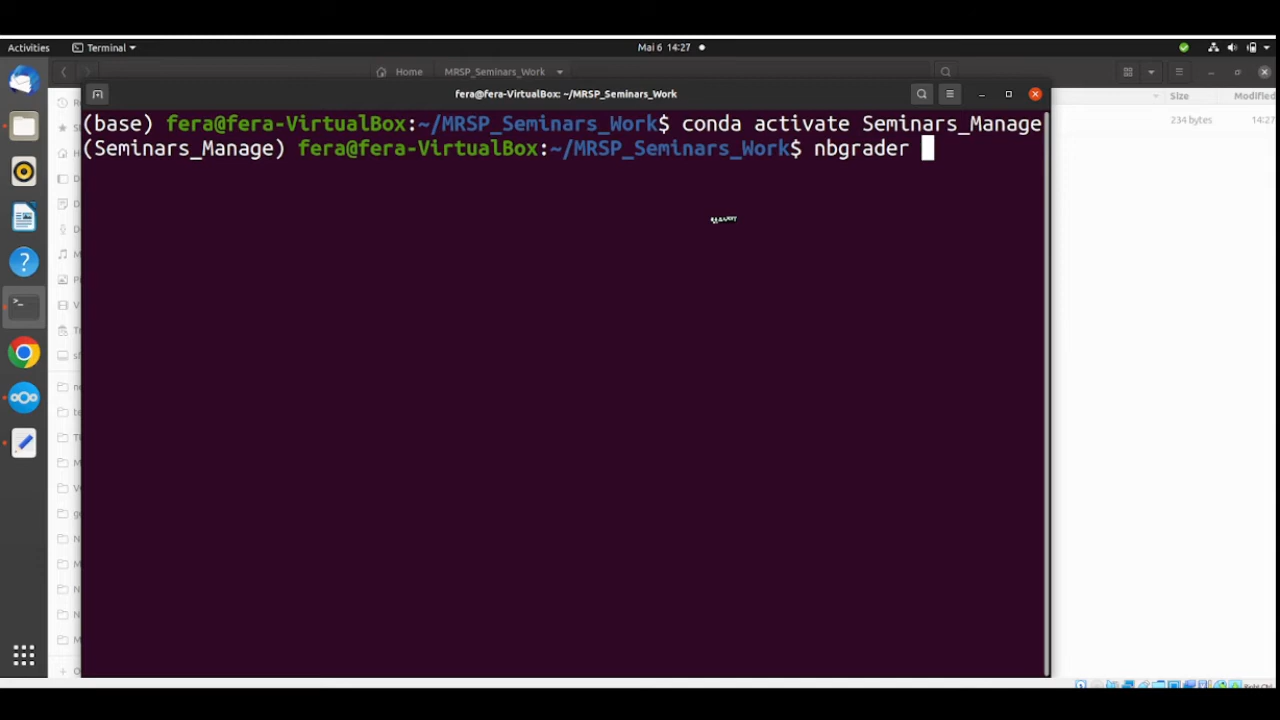 Activities
Terminal
Mai 6 14:27
Home
MRSP_Seminars_Work
fera@fera-VirtualBox: ~/MRSP_Seminars_Work
Size
Modified
(base) fera@fera-VirtualBox:~/MRSP_Seminars_Work$ conda activate Seminars_Manage
234 bytes
14:27
(Seminars_Manage) fera@fera-VirtualBox:~/MRSP_Seminars_Work$ nbgrader